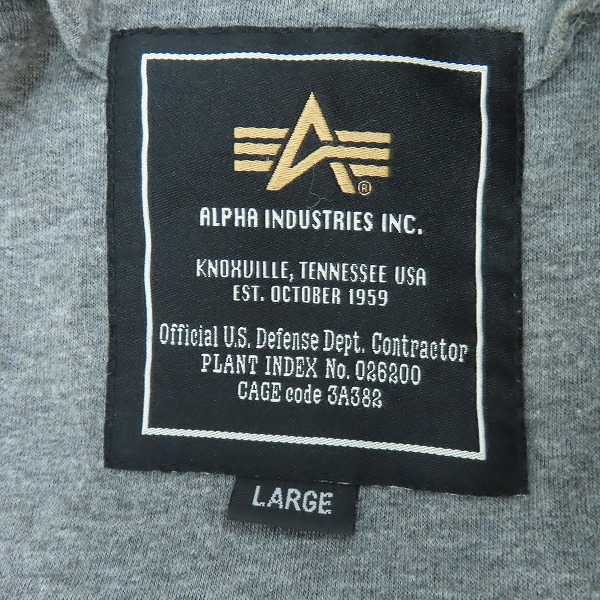 ®
ALPHA INDUSTRIES INC.
KNOXVILLE, TENNESSEE USA
EST. OCTOBER 1959
Official U.S. Defense Dept. Contractor
PLANT INDEX No. 026200
CAGE code 3A382
LARGE